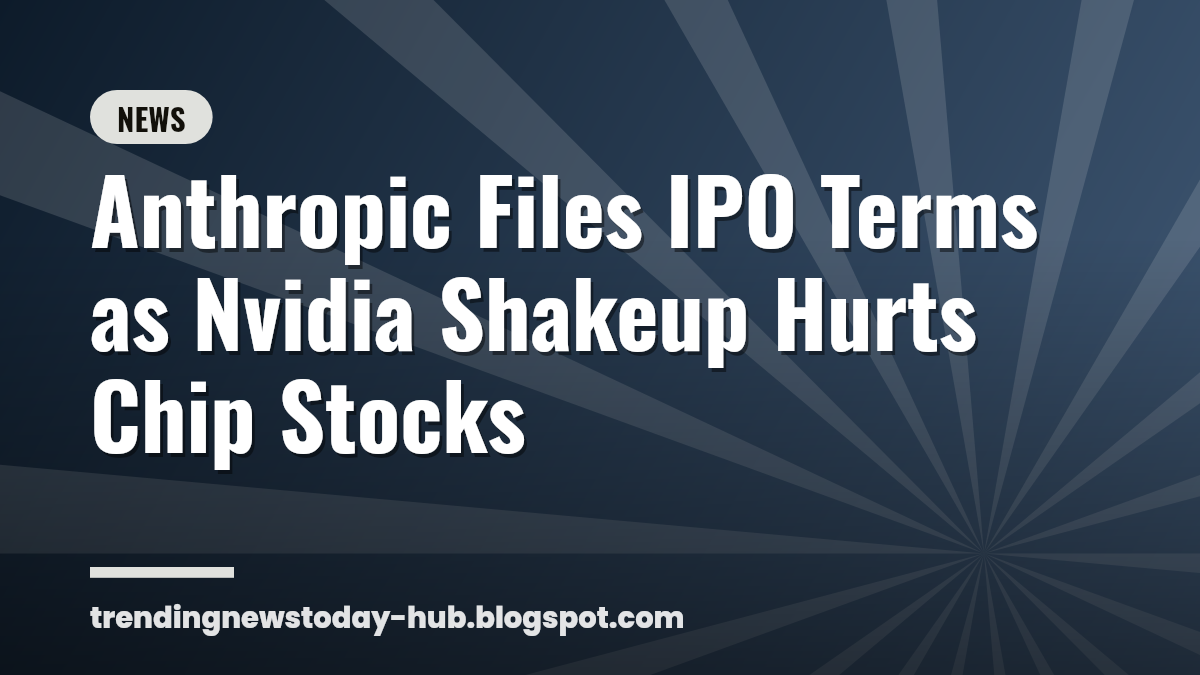 NEWS
Anthropic Files IPO Terms
as Nvidia Shakeup Hurts
Chip Stocks
trendingnewstoday-hub.blogspot.com